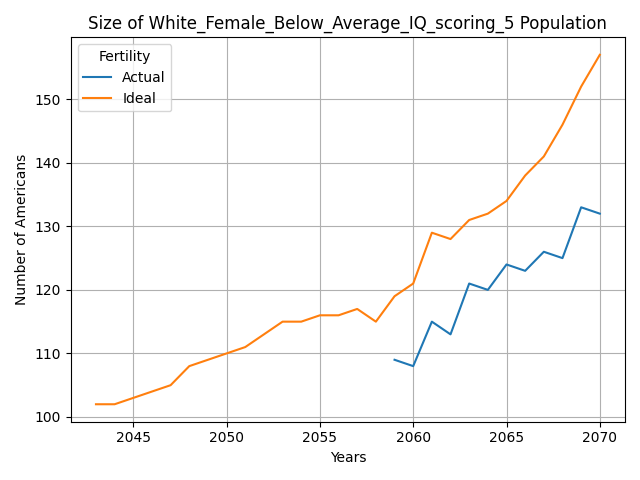 Size of White_Female_Below_Average_IQ_scoring_5 Population
Fertility
Actual
Ideal
Number of Americans
150
140
130
120
110
100
2045 2050 2055 2060 2065 2070
Years